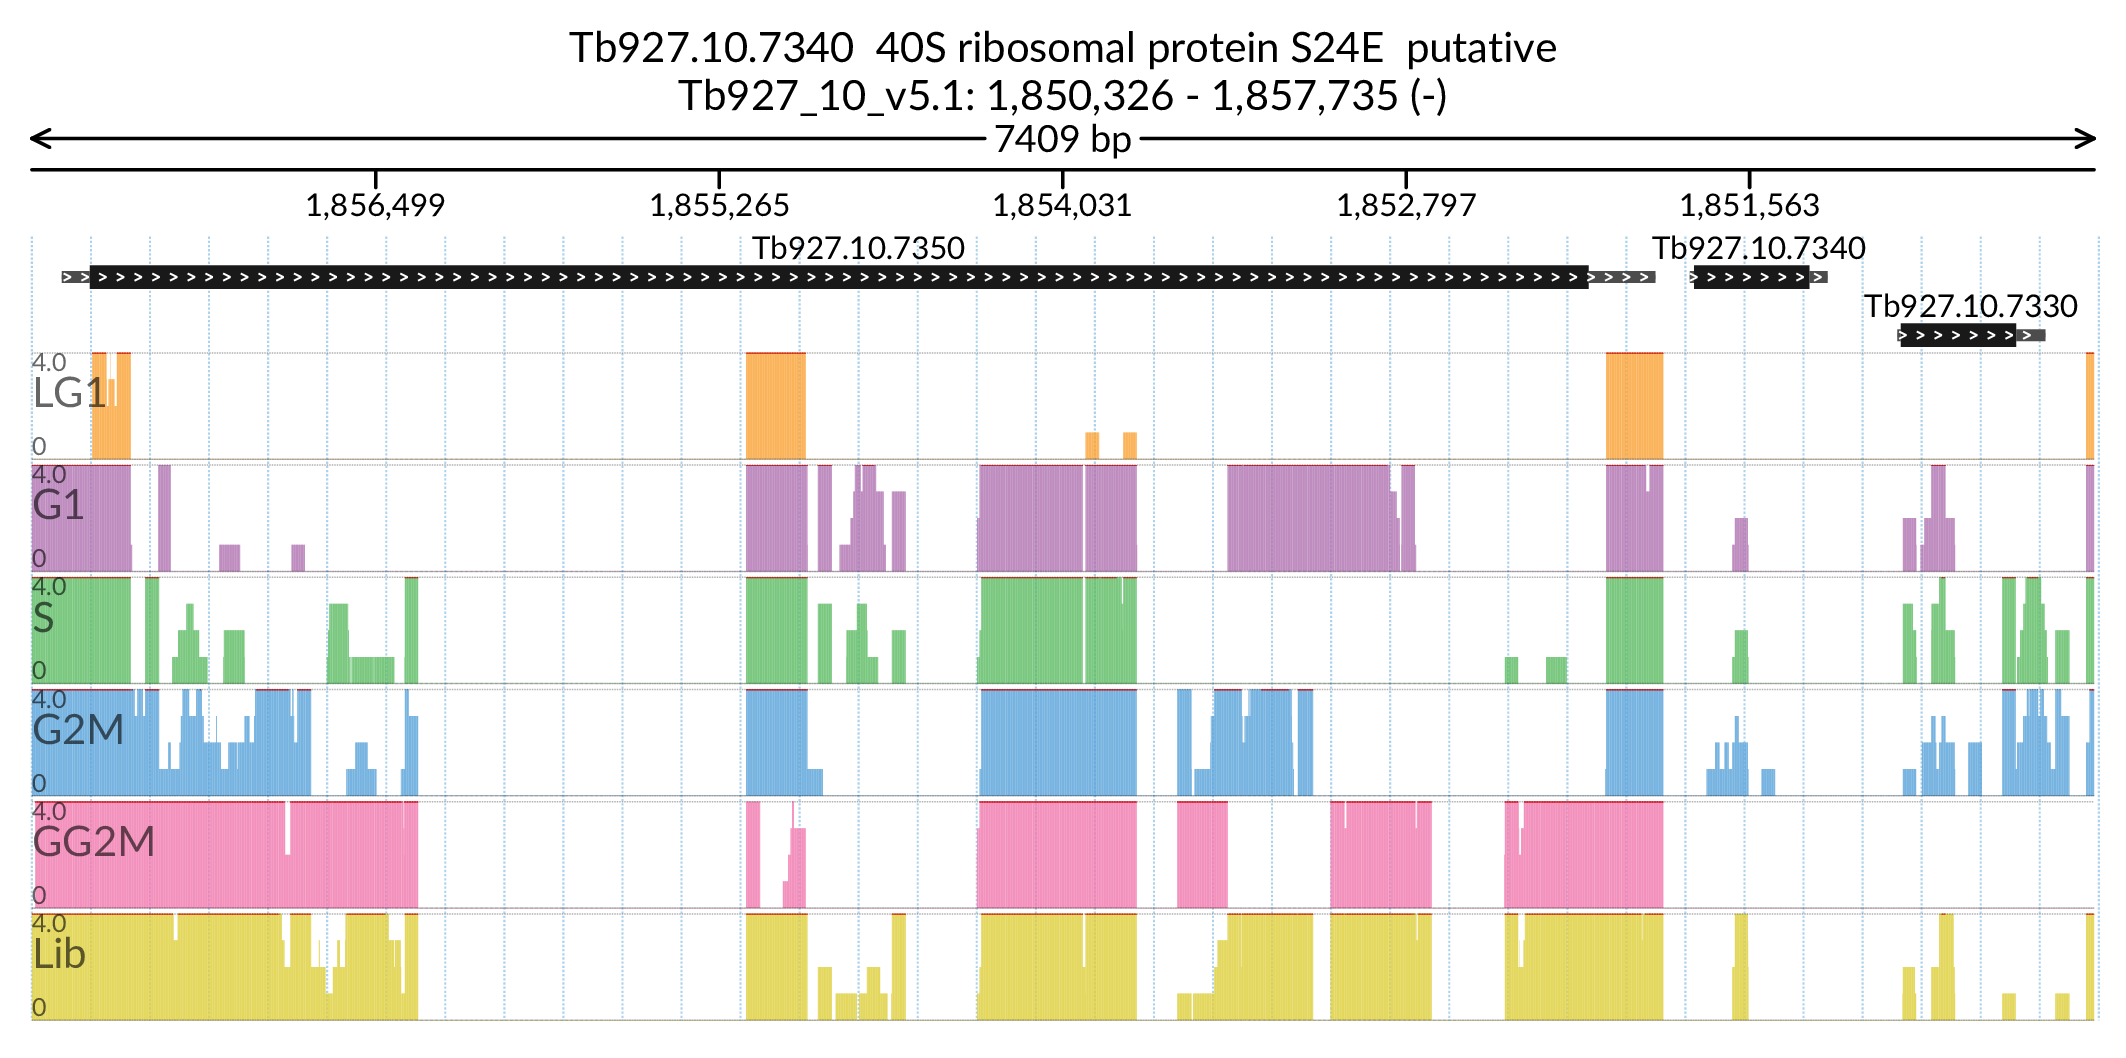 Tb927.10.7340 40S ribosomal protein S24E putative
Tb927_10_v5.1: 1,850,326 - 1,857,735 (-)
7409 bp
1,856,499 1,855,265 1,854,031 1,852,797 1,851,563
Tb927.10.7350 Tb927.10.7340
Tb927.10.7330
4.0
LG1
0
4.0
G1
0
4.0
S
0
4.0
G2M
0
4.0
GG2M
0
4.0
Lib
0